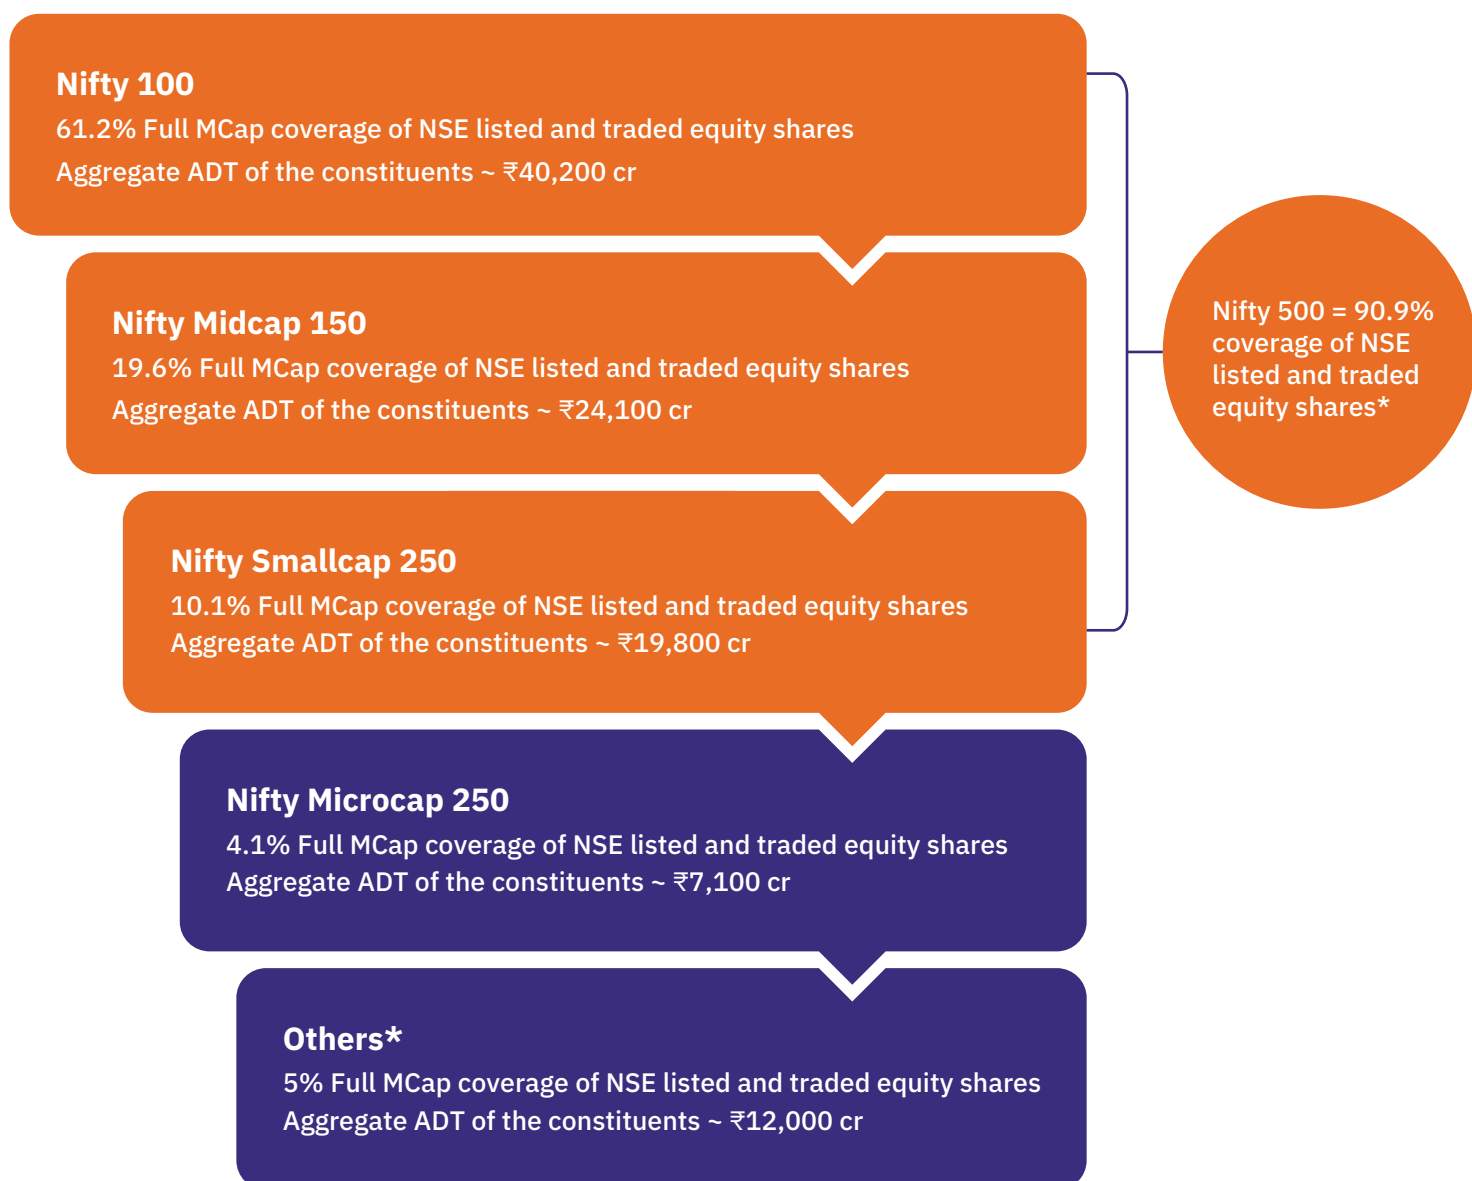 Nifty 100
61.2% Full MCap coverage of NSE listed and traded equity shares
Aggregate ADT of the constituents ~ ₹40,200 cr
Nifty Midcap 150
19.6% Full MCap coverage of NSE listed and traded equity shares
Aggregate ADT of the constituents ~ ₹24,100 cr
Nifty Smallcap 250
10.1% Full MCap coverage of NSE listed and traded equity shares
Aggregate ADT of the constituents ~ ₹19,800 cr
Nifty Microcap 250
4.1% Full MCap coverage of NSE listed and traded equity shares
Aggregate ADT of the constituents ~ ₹7,100 cr
Others*
5% Full MCap coverage of NSE listed and traded equity shares
Aggregate ADT of the constituents ~ ₹12,000 cr
Nifty 500 = 90.9%
coverage of NSE
listed and traded
equity shares*